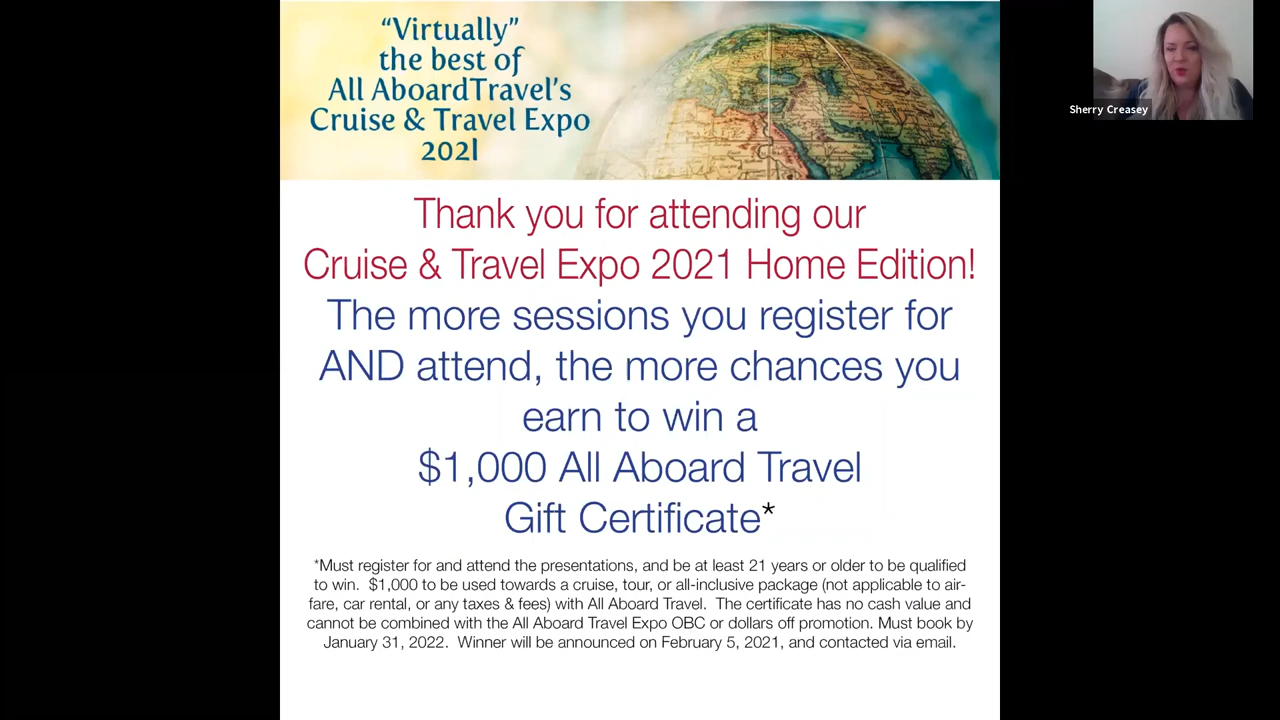 “Virtually”
the best of
All AboardTravel’s
Cruise & Travel Expo
2021
Sherry Creasey
Thank you for attending our
Cruise & Travel Expo 2021 Home Edition!
The more sessions you register for
AND attend, the more chances you
earn to win a
$1,000 All Aboard Travel
Gift Certificate*
*Must register for and attend the presentations, and be at least 21 years or older to be qualified
to win.  $1,000 to be used towards a cruise, tour, or all-inclusive package (not applicable to air-
fare, car rental, or any taxes & fees) with All Aboard Travel.  The certificate has no cash value and
cannot be combined with the All Aboard Travel Expo OBC or dollars off promotion. Must book by
January 31, 2022.  Winner will be announced on February 5, 2021, and contacted via email.